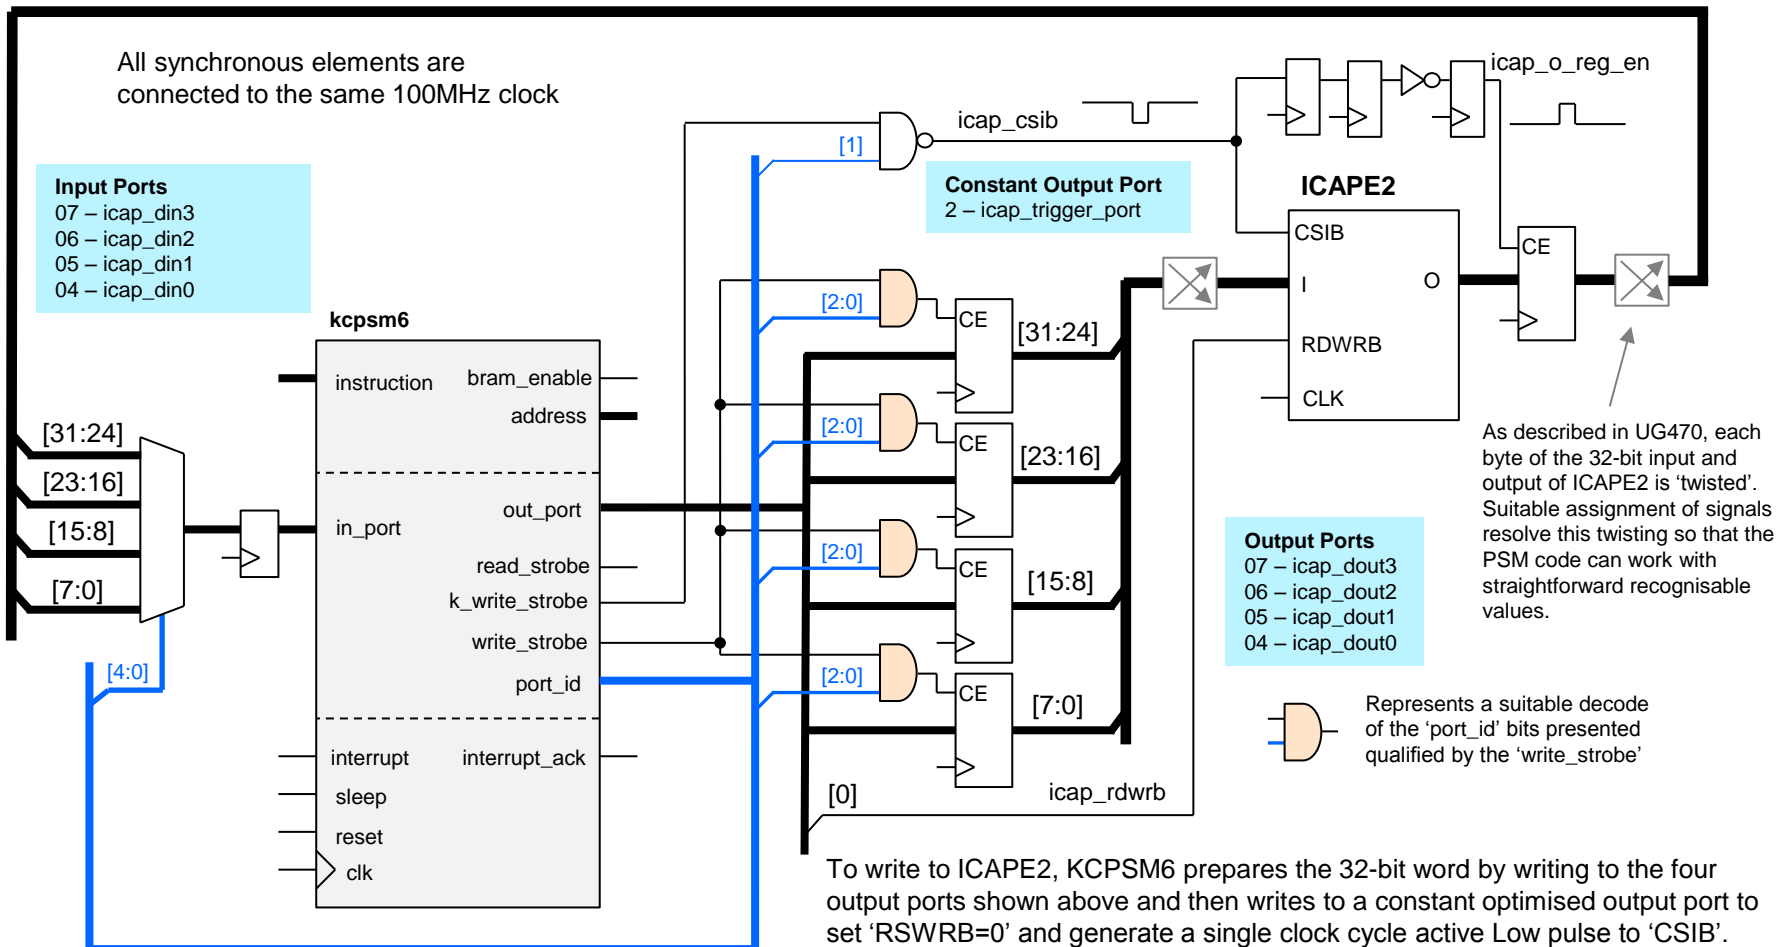 All synchronous elements are
connected to the same 100MHz clock
icap_csib
icap_o_reg_en
[1]
Input Ports
07 – icap_din3
06 – icap_din2
05 – icap_din1
04 – icap_din0
Constant Output Port
2 – icap_trigger_port
ICAPE2
CSIB
I
O
RDWRB
CLK
CE
kcpsm6
instruction
bram_enable
address
in_port
out_port
read_strobe
k_write_strobe
write_strobe
port_id
interrupt
interrupt_ack
sleep
reset
clk
[31:24]
[23:16]
[15:8]
[7:0]
[4:0]
[2:0]
CE
[31:24]
[2:0]
CE
[23:16]
[2:0]
CE
[15:8]
[2:0]
CE
[7:0]
[0]
icap_rdwrb
As described in UG470, each
byte of the 32-bit input and
output of ICAPE2 is ‘twisted’.
Suitable assignment of signals
resolve this twisting so that the
PSM code can work with
straightforward recognisable
values.
Output Ports
07 – icap_dout3
06 – icap_dout2
05 – icap_dout1
04 – icap_dout0
Represents a suitable decode
of the ‘port_id’ bits presented
qualified by the ‘write_strobe’
To write to ICAPE2, KCPSM6 prepares the 32-bit word by writing to the four
output ports shown above and then writes to a constant optimised output port to
set ‘RSWRB=0’ and generate a single clock cycle active Low pulse to ‘CSIB’.